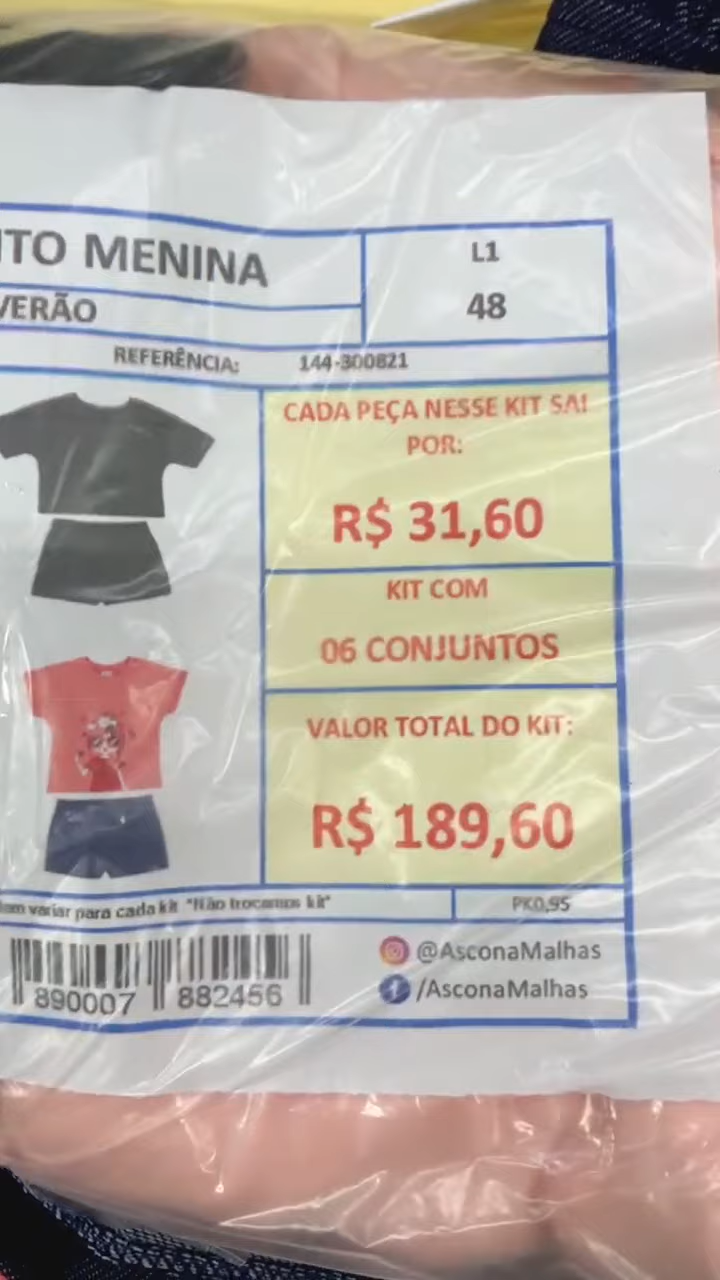 ITO MENINA
L1
VERÃO
48
REFERÊNCIA: 144-300821
CADA PEÇA NESSE KIT SAI
POR:
R$ 31,60
KIT COM
06 CONJUNTOS
VALOR TOTAL DO KIT:
R$ 189,60
variar para cada kit "Não trocamos kit"
PK0,95
890007 882456
@AsconaMalhas
/AsconaMalhas